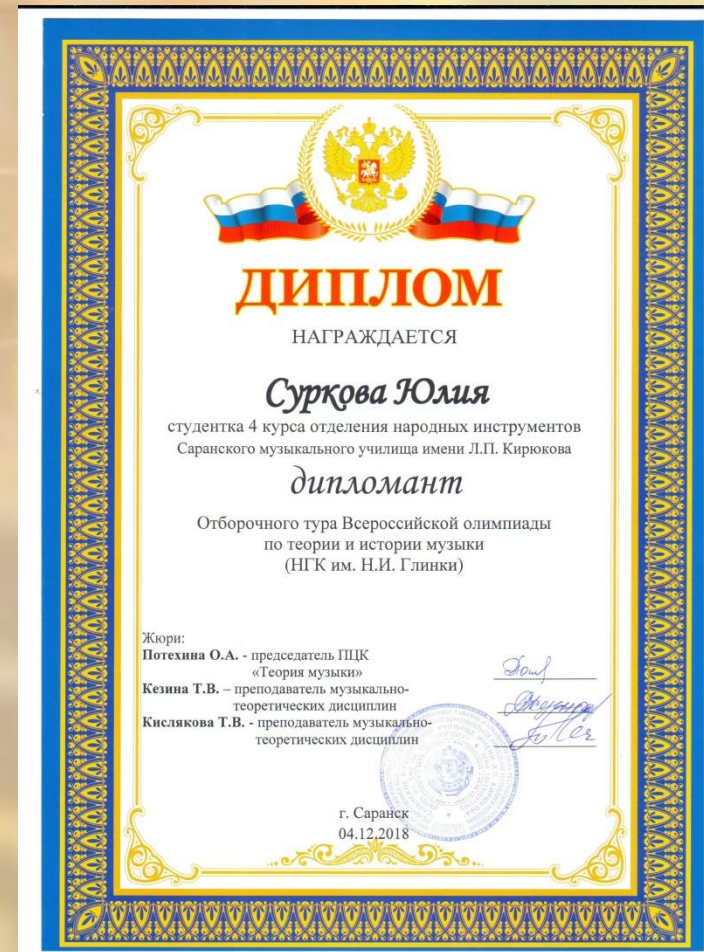 ДИПЛОМ
НАГРАЖДАЕТСЯ
Суркова Юлия
студентка 4 курса отделения народных инструментов
Саранского музыкального училища имени Л.П. Кирюкова
дипломант
Отборочного тура Всероссийской олимпиады
по теории и истории музыки
(НГК им. Н.И. Глинки)
Жюри:
Потехина О.А. - председатель ПЦК
«Теория музыки»
Кезина Т.В. – преподаватель музыкально-
теоретических дисциплин
Кислякова Т.В. - преподаватель музыкально-
теоретических дисциплин
г. Саранск
04.12.2018